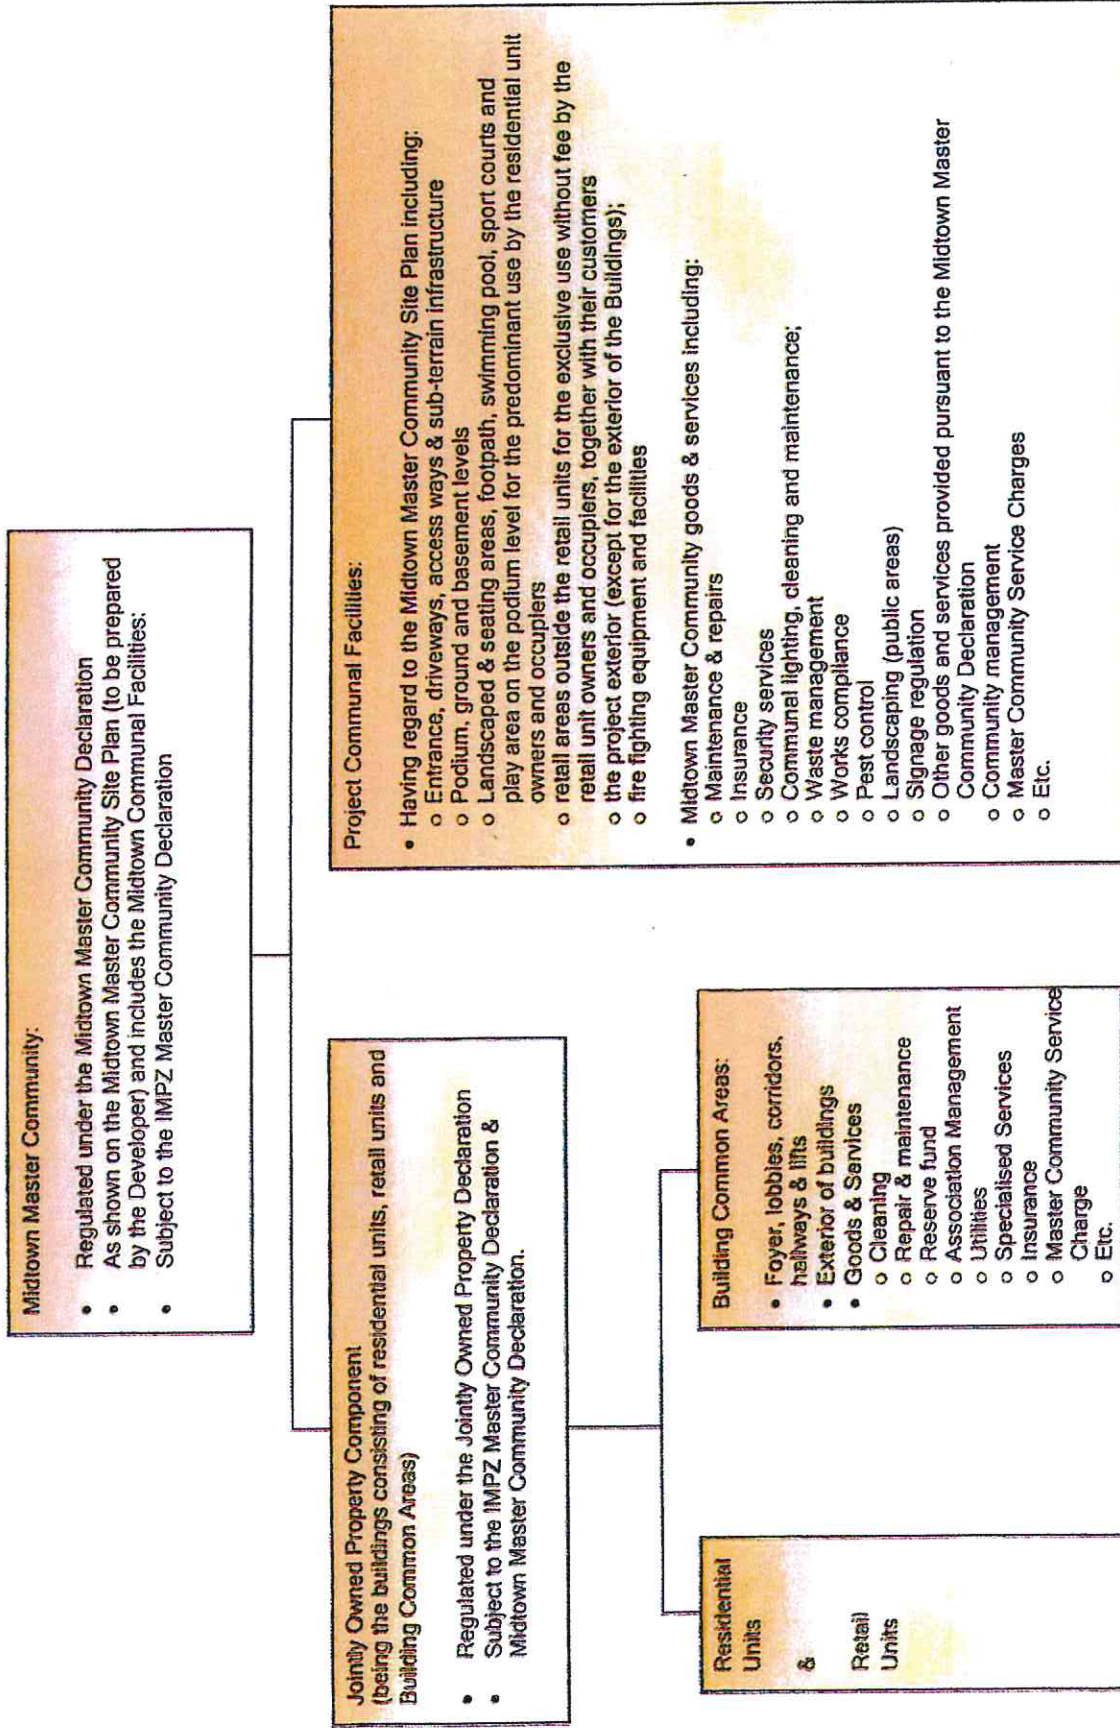 Midtown Master Community:
• Regulated under the Midtown Master Community Declaration
• As shown on the Midtown Master Community Site Plan (to be prepared
by the Developer) and includes the Midtown Communal Facilities:
• Subject to the IMPZ Master Community Declaration
Jointly Owned Property Component
(being the buildings consisting of residential units, retail units and
Building Common Areas)
• Regulated under the Jointly Owned Property Declaration
• Subject to the IMPZ Master Community Declaration &
Midtown Master Community Declaration.
Residential
Units
&
Retail
Units
Building Common Areas:
• Foyer, lobbies, corridors,
hallways & lifts
• Exterior of buildings
• Goods & Services
o Cleaning
o Repair & maintenance
o Reserve fund
o Association Management
o Utilities
o Specialised Services
o Insurance
o Master Community Service
Charge
o Etc.
Project Communal Facilities:
• Having regard to the Midtown Master Community Site Plan including:
o Entrance, driveways, access ways & sub-terrain infrastructure
o Podium, ground and basement levels
o Landscaped & seating areas, footpath, swimming pool, sport courts and
play area on the podium level for the predominant use by the residential unit
owners and occupiers
o retail areas outside the retail units for the exclusive use without fee by the
retail unit owners and occupiers, together with their customers
o the project exterior (except for the exterior of the Buildings);
o fire fighting equipment and facilities
• Midtown Master Community goods & services including:
o Maintenance & repairs
o Insurance
o Security services
o Communal lighting, cleaning and maintenance;
o Waste management
o Works compliance
o Pest control
o Landscaping (public areas)
o Signage regulation
o Other goods and services provided pursuant to the Midtown Master
Community Declaration
o Community management
o Master Community Service Charges
o Etc.